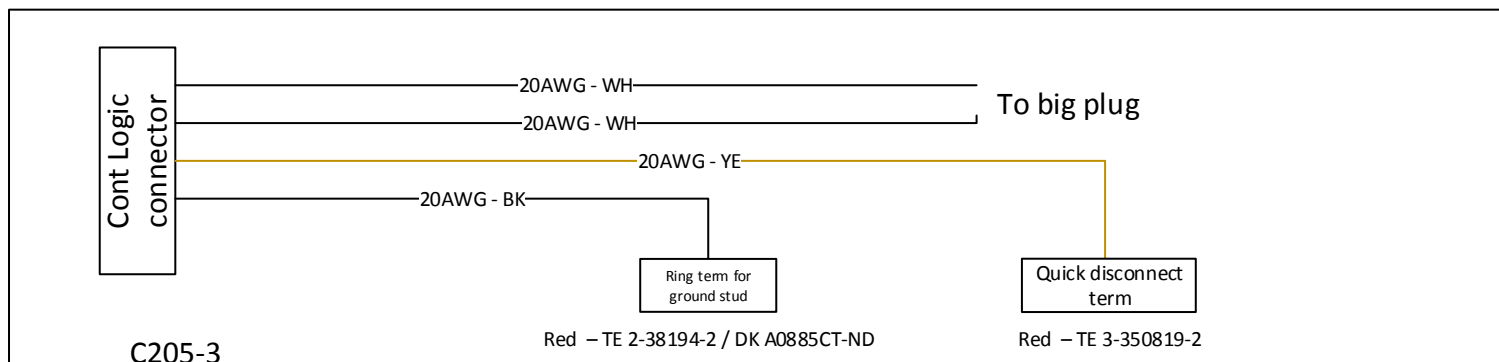 Cont Logic
connector
20AWG - WH
20AWG - WH
To big plug
20AWG - YE
20AWG - BK
Ring term for
ground stud
Quick disconnect
term
Red – TE 2-38194-2 / DK A0885CT-ND
Red – TE 3-350819-2
C205-3